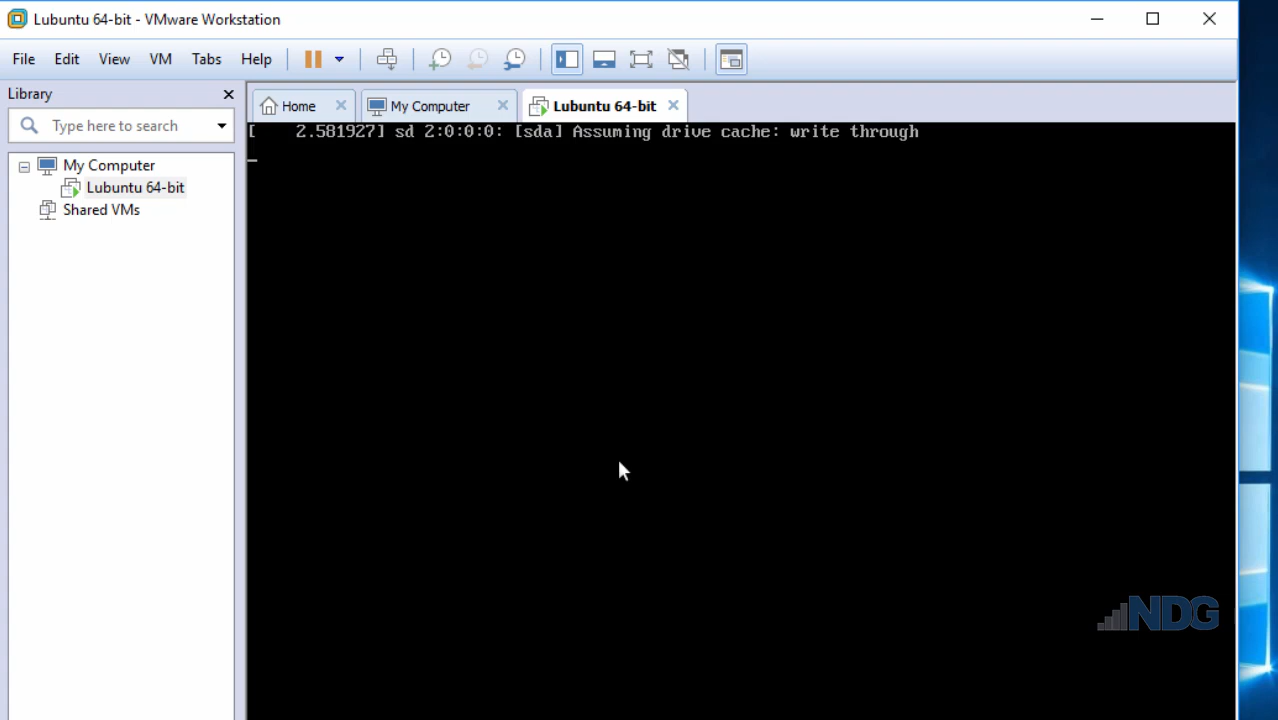 Lubuntu 64-bit - VMware Workstation
File Edit View VM Tabs Help
Library
Home My Computer Lubuntu 64-bit
Type here to search
[    2.581927] sd 2:0:0:0: [sda] Assuming drive cache: write through
My Computer
Lubuntu 64-bit
Shared VMs
NDG